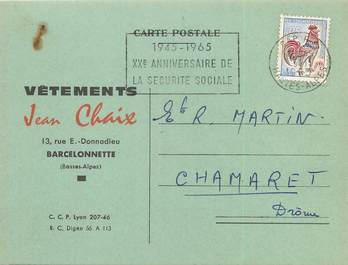 CARTE POSTALE
1945-1965
XXe ANNIVERSAIRE DE
LA SECURITE SOCIALE
VÊTEMENTS
Jean Chaix
13, rue E.-Donnadieu
BARCELONNETTE
(Basses-Alpes)
C. C. P. Lyon 207-46
R. C. Digne 56 A 113
Ets R. MARTIN.
CHAMARET
Drôme